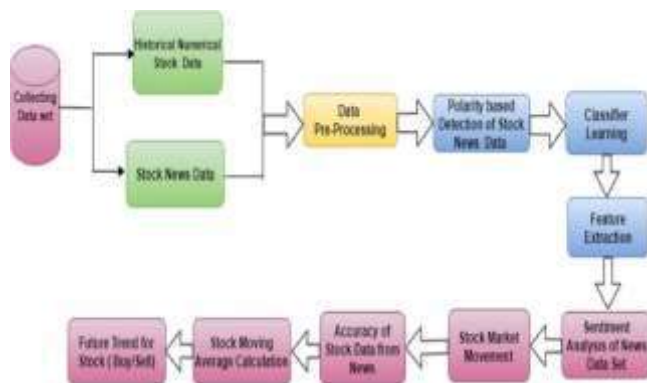 Historical Numerical
Stock Data
Collecting
Data set
Stock News Data
Data
Pre-Processing
Polarity based
Detection of Stock
News Data
Classifier
Learning
Feature
Extraction
Sentiment
Analysis of News
Data Set
Stock Market
Movement
Accuracy of
Stock Data from
News
Stock Moving
Average Calculation
Future Trend for
Stock ( Buy/Sell)